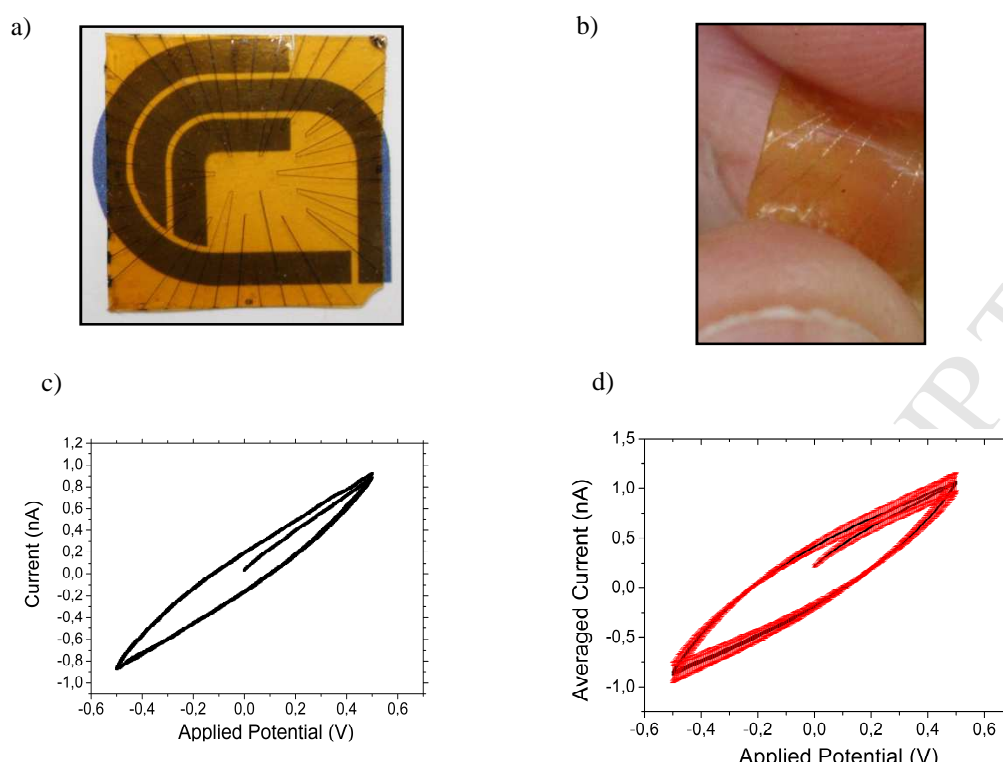 a)
b)
c)
d)
1,2
1,0
0,8
0,6
0,4
0,2
0,0
-0,2
-0,4
-0,6
-0,8
-1,0
Current (nA)
-0,6 -0,4 -0,2 0,0 0,2 0,4 0,6
Applied Potential (V)
1,5
1,0
0,5
0,0
-0,5
-1,0
Averaged Current (nA)
-0,6 -0,4 -0,2 0,0 0,2 0,4 0,6
Applied Potential (V)